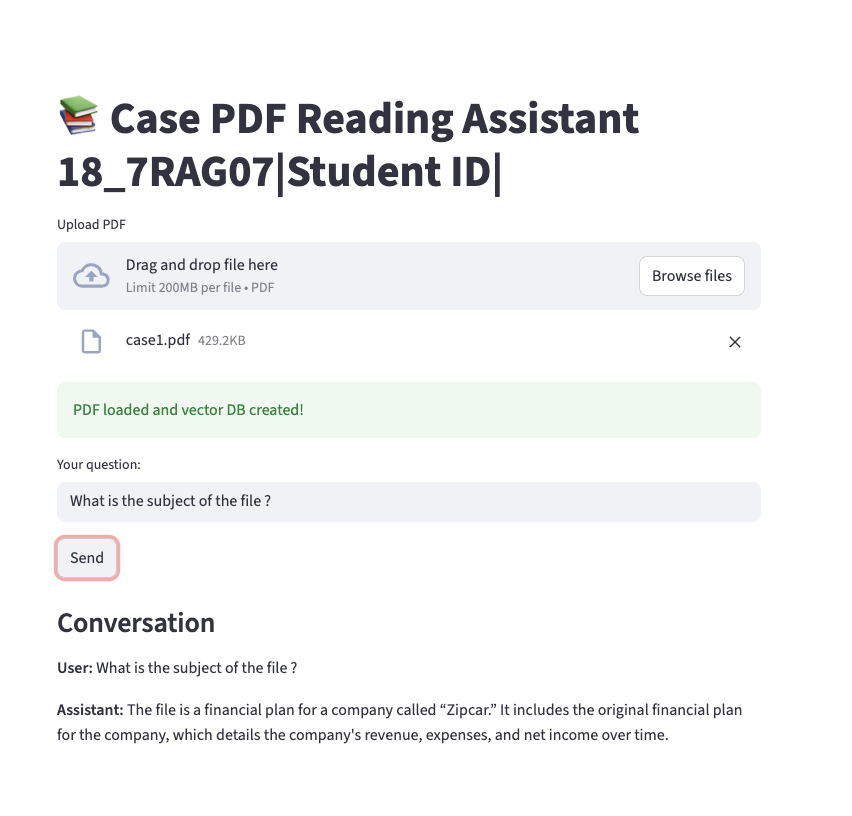 📚 Case PDF Reading Assistant
18_7RAG07|Student ID|
Upload PDF
Drag and drop file here
Limit 200MB per file • PDF
Browse files
case1.pdf 429.2KB
PDF loaded and vector DB created!
Your question:
What is the subject of the file ?
Send
Conversation
User: What is the subject of the file ?
Assistant: The file is a financial plan for a company called “Zipcar.” It includes the original financial plan
for the company, which details the company's revenue, expenses, and net income over time.